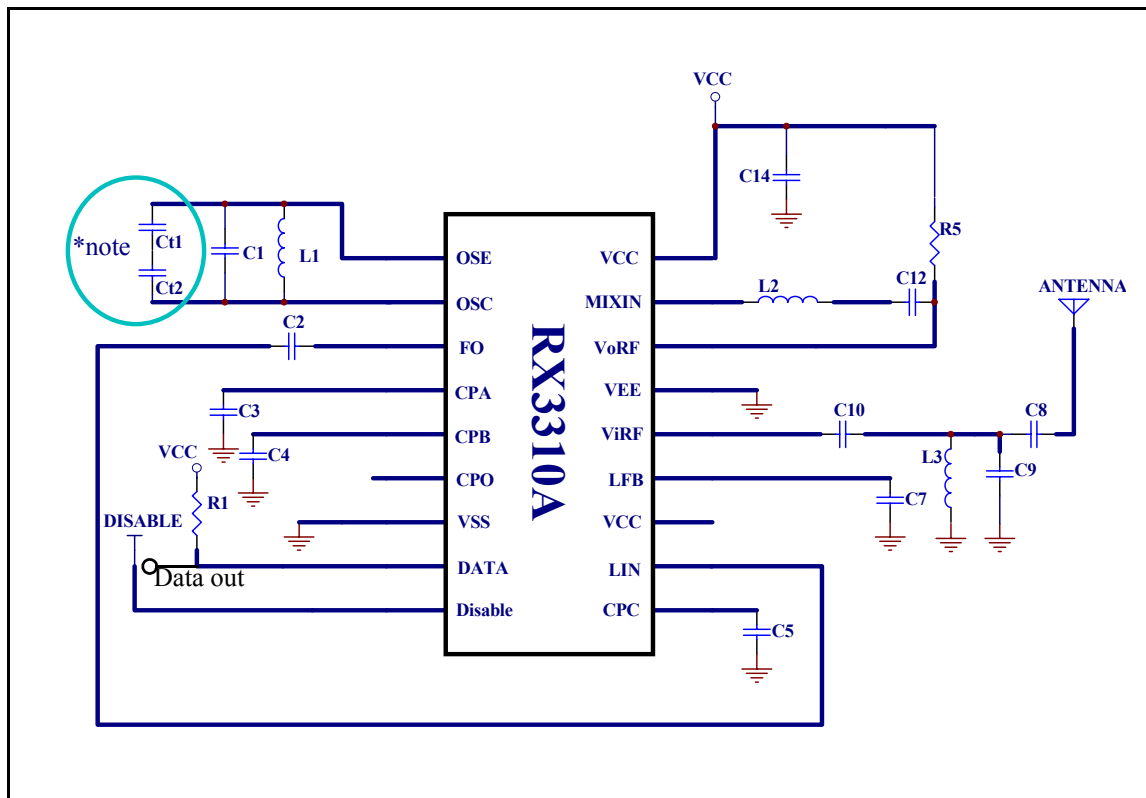 VCC
C14
R5
*note
Ct1
Ct2
C1
L1
OSE
OSC
FO
CPA
CPB
CPO
VSS
DATA
Disable
RX3310A
VCC
MIXIN
VoRF
VEE
ViRF
LFB
VCC
LIN
CPC
L2
C12
ANTENNA
C2
C3
C4
VCC
R1
DISABLE
Data out
C10
C8
L3
C9
C7
C5